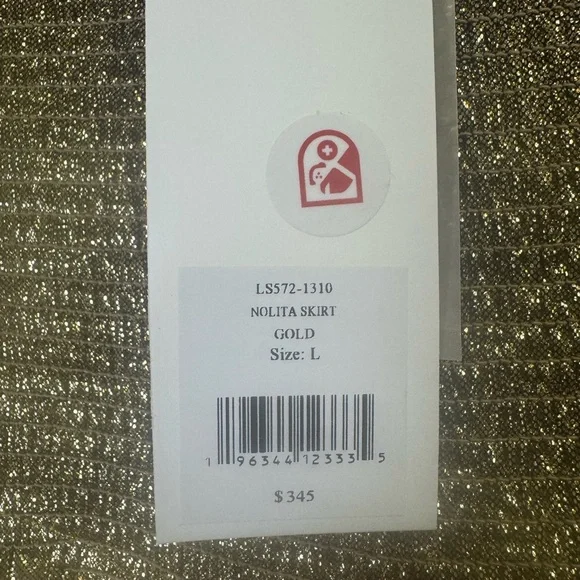 LS572-1310
NOLITA SKIRT
GOLD
Size: L
1 96344 12333 5
$345